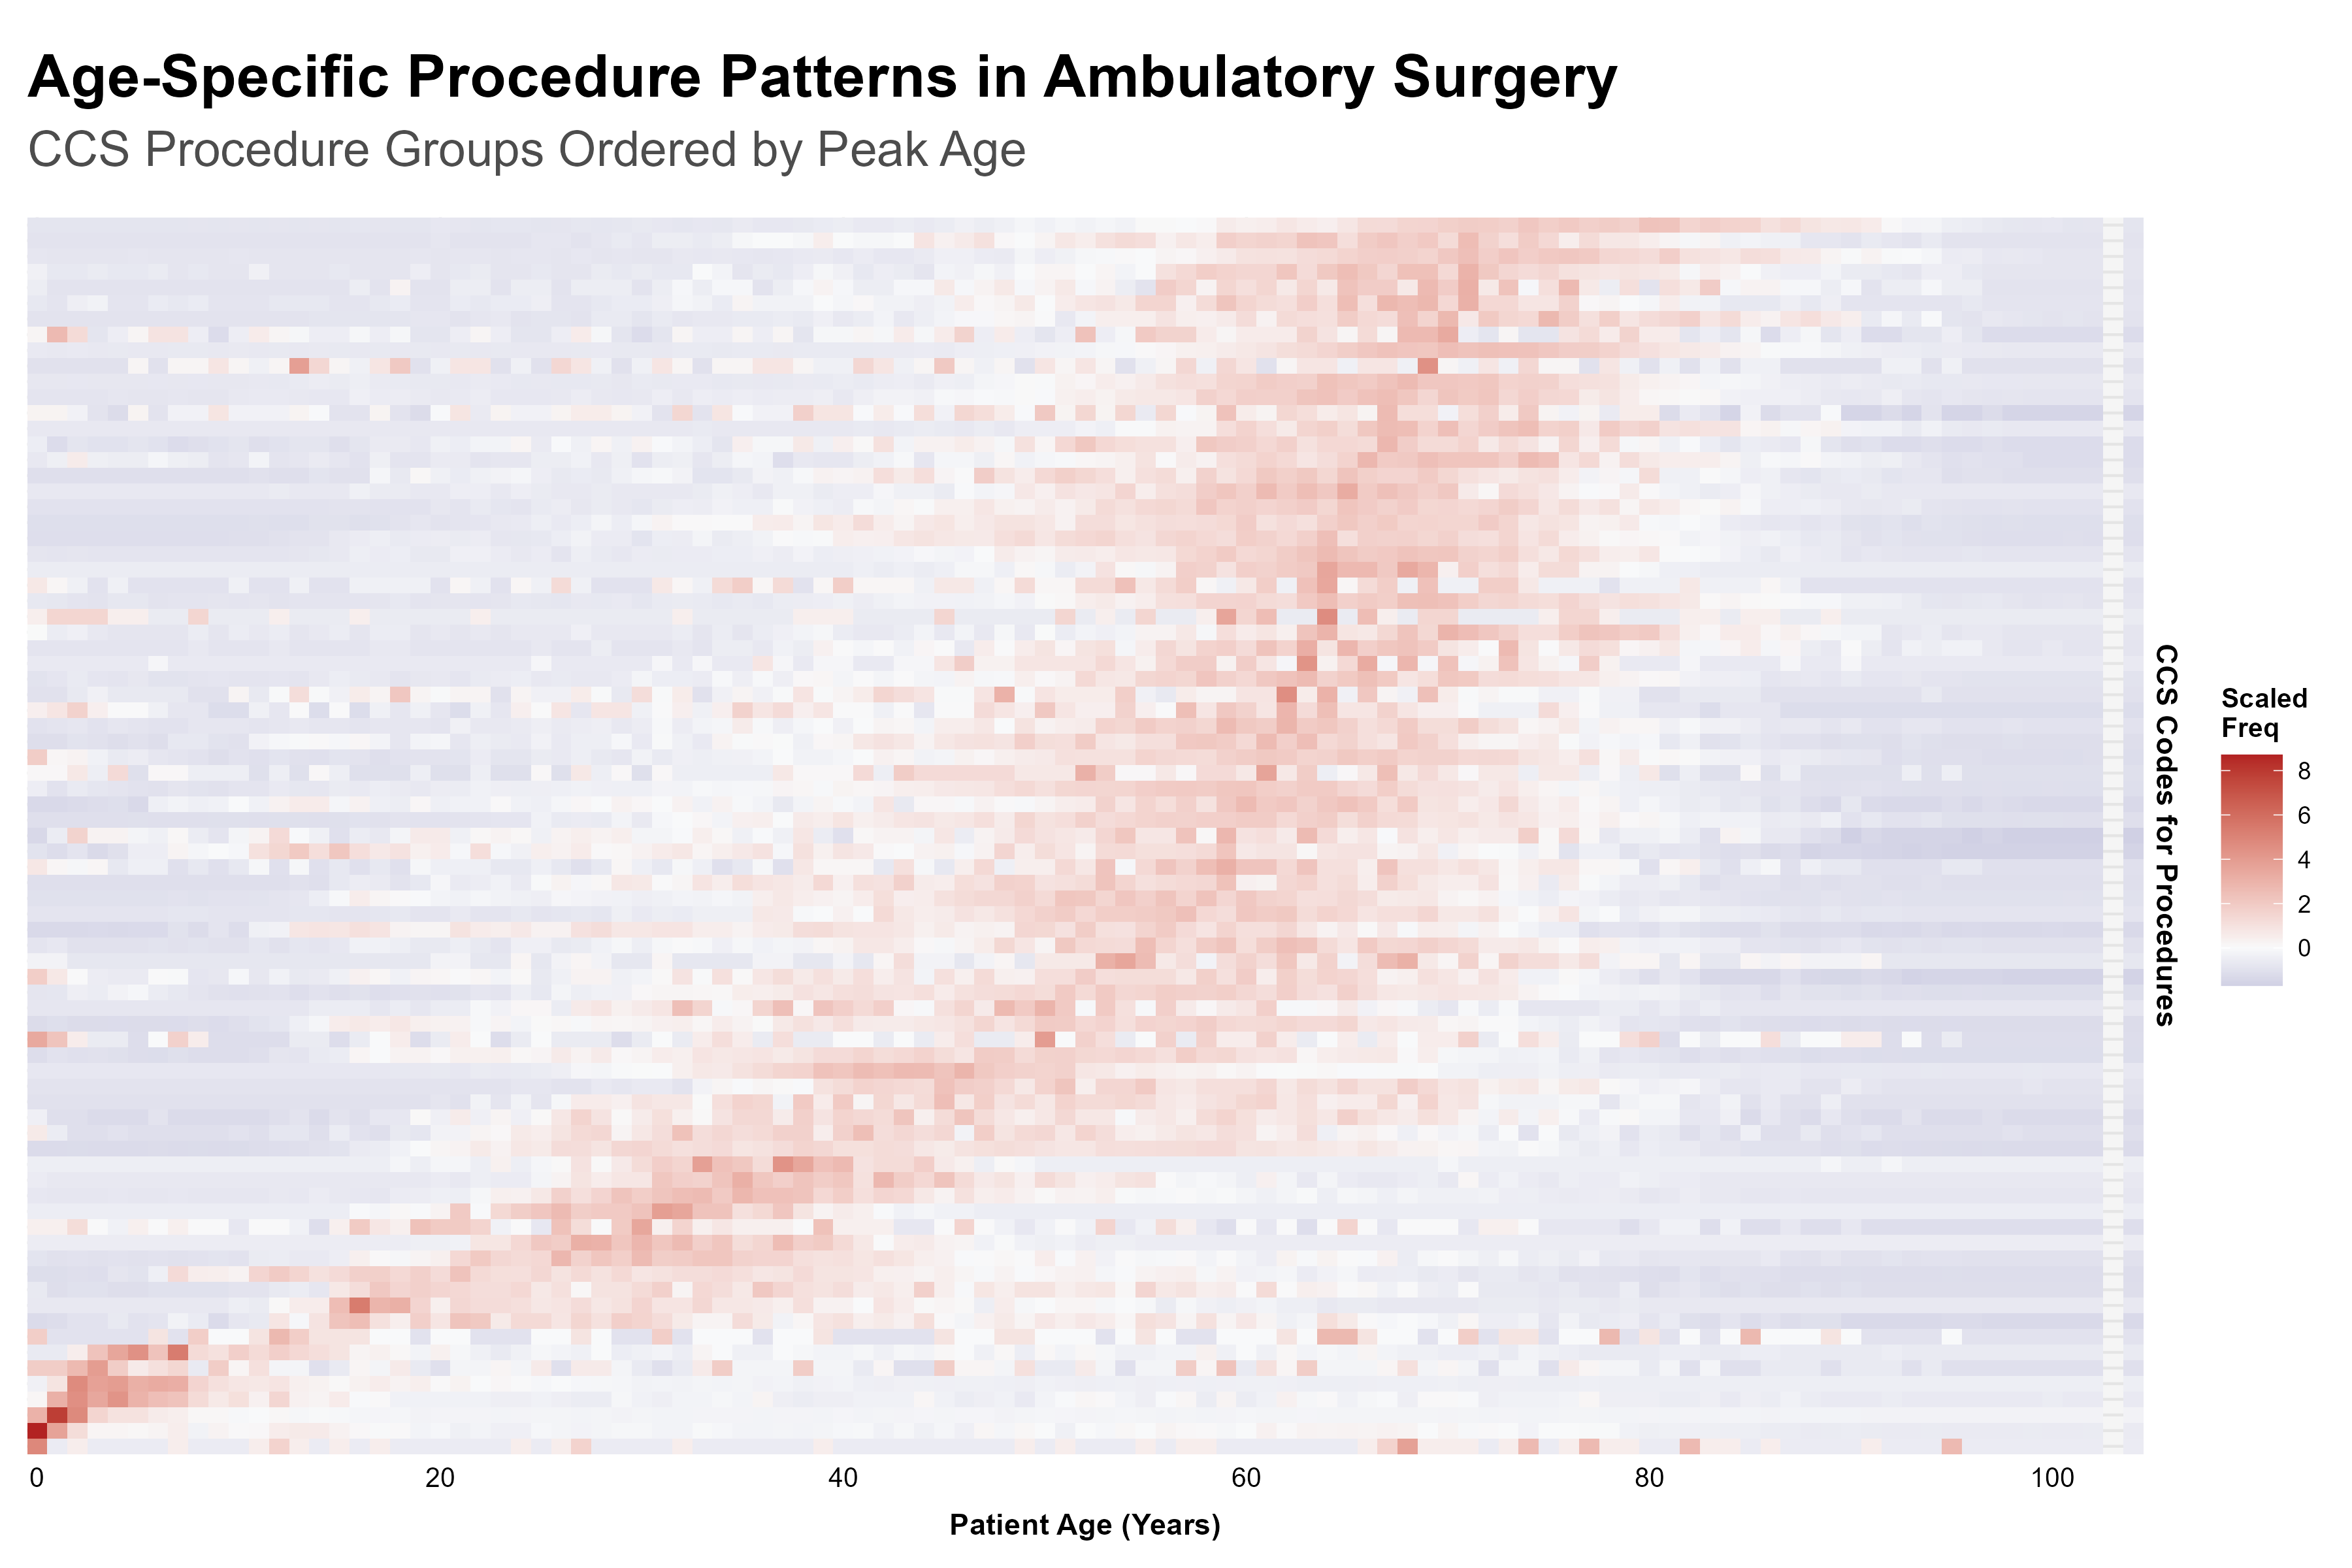 Age-Specific Procedure Patterns in Ambulatory Surgery
CCS Procedure Groups Ordered by Peak Age
CCS Codes for Procedures
Scaled
Freq
8
6
4
2
0
0 20 40 60 80 100
Patient Age (Years)